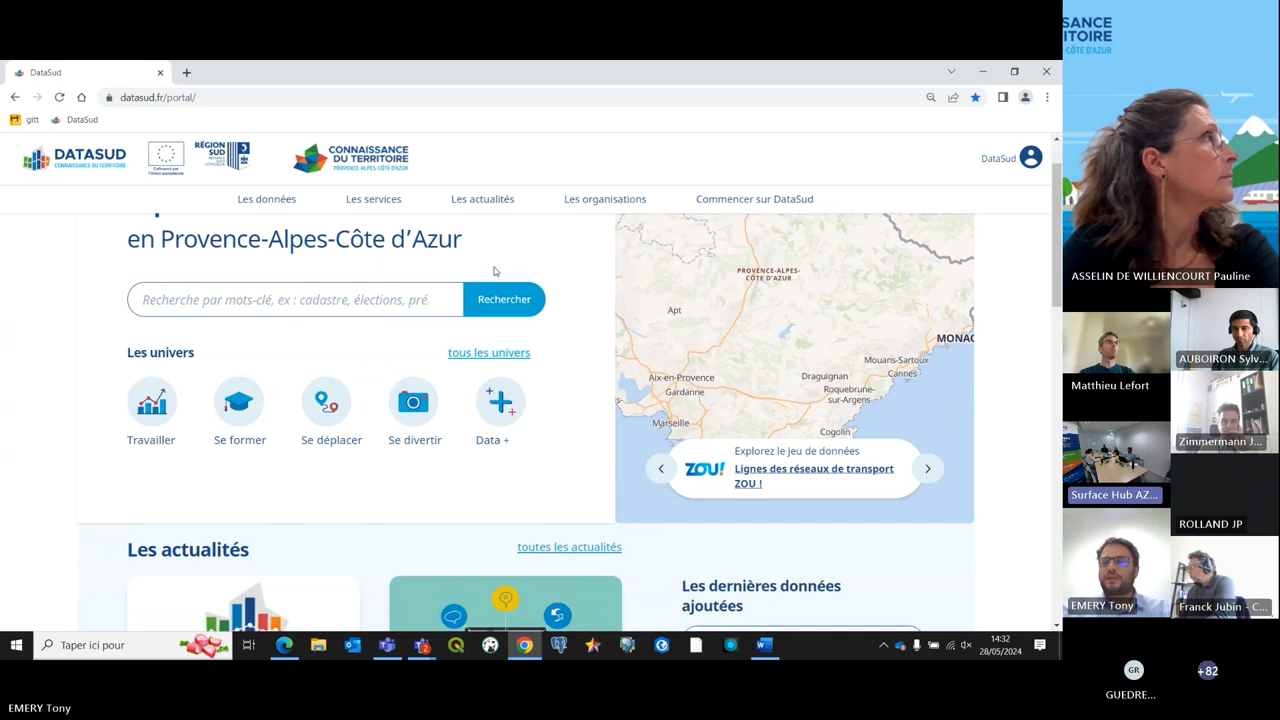 DataSud
datasud.fr/portal/
gitt
DataSud
DATASUD
CONNAISSANCE DU TERRITOIRE
Cofinancé par
l'Union européenne
RÉGION
SUD
CONNAISSANCE
DU TERRITOIRE
PROVENCE-ALPES-CÔTE D'AZUR
DataSud
Les données
Les services
Les actualités
Les organisations
Commencer sur DataSud
en Provence-Alpes-Côte d'Azur
Recherche par mots-clé, ex : cadastre, élections, pré
Rechercher
Les univers
tous les univers
Travailler
Se former
Se déplacer
Se divertir
Data +
PROVENCE-ALPES-
CÔTE D'AZUR
Apt
MONAC
Mouans-Sartoux
Cannes
Aix-en-Provence
Gardanne
Draguignan
Roquebrune-
sur-Argens
Marseille
Cogolin
ZOU!
Explorez le jeu de données
Lignes des réseaux de transport
ZOU !
Les actualités
toutes les actualités
Les dernières données
ajoutées
Taper ici pour
14:32
28/05/2024
SANCE
ITOIRE
-CÔTE D'AZUR
ASSELIN DE WILLIENCOURT Pauline
Matthieu Lefort
AUBOIRON Sylv...
Zimmermann J...
Surface Hub AZ...
ROLLAND JP
EMERY Tony
Franck Jubin - C...
GR
GUEDRE...
+82
EMERY Tony